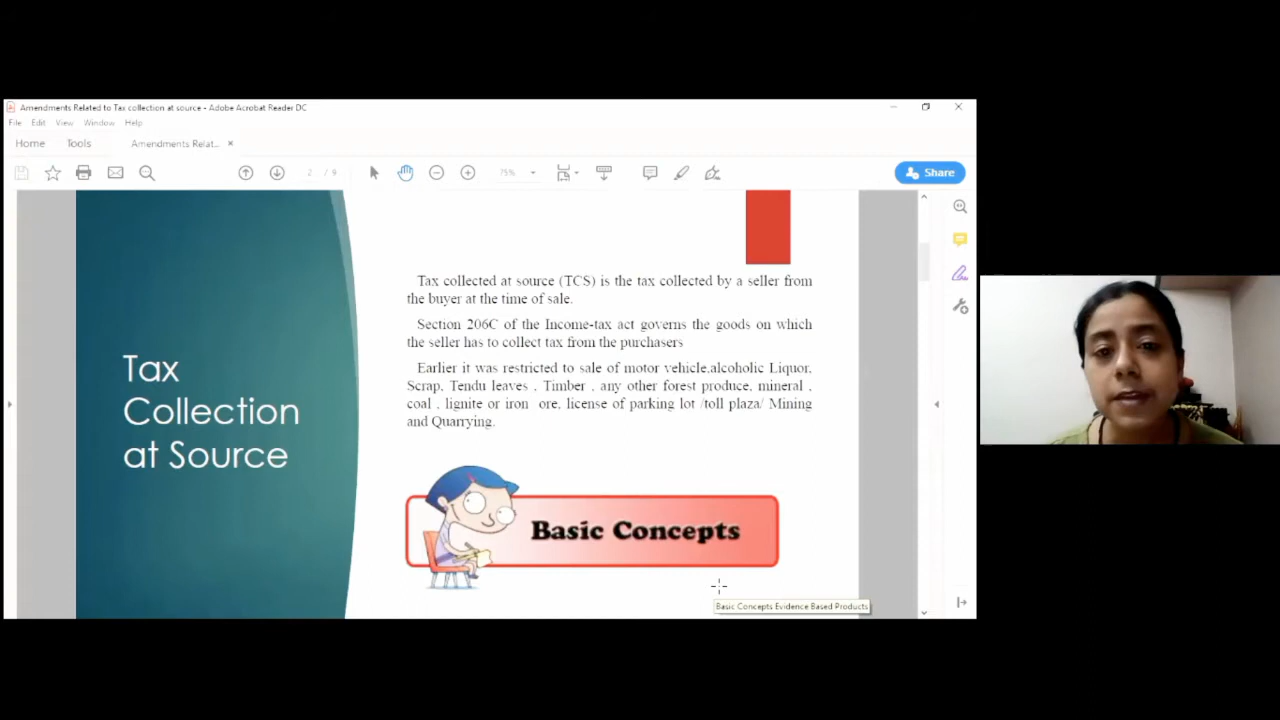 Amendments Related to Tax collection at source - Adobe Acrobat Reader DC
File Edit View Window Help
Home Tools Amendments Relat... ×
2 / 9 75% Share
Tax collected at source (TCS) is the tax collected by a seller from
the buyer at the time of sale.
Section 206C of the Income-tax act governs the goods on which
the seller has to collect tax from the purchasers
Earlier it was restricted to sale of motor vehicle,alcoholic Liquor,
Scrap, Tendu leaves , Timber , any other forest produce, mineral ,
coal , lignite or iron ore, license of parking lot /toll plaza/ Mining
and Quarrying.
Tax
Collection
at Source
Basic Concepts
Basic Concepts Evidence Based Products